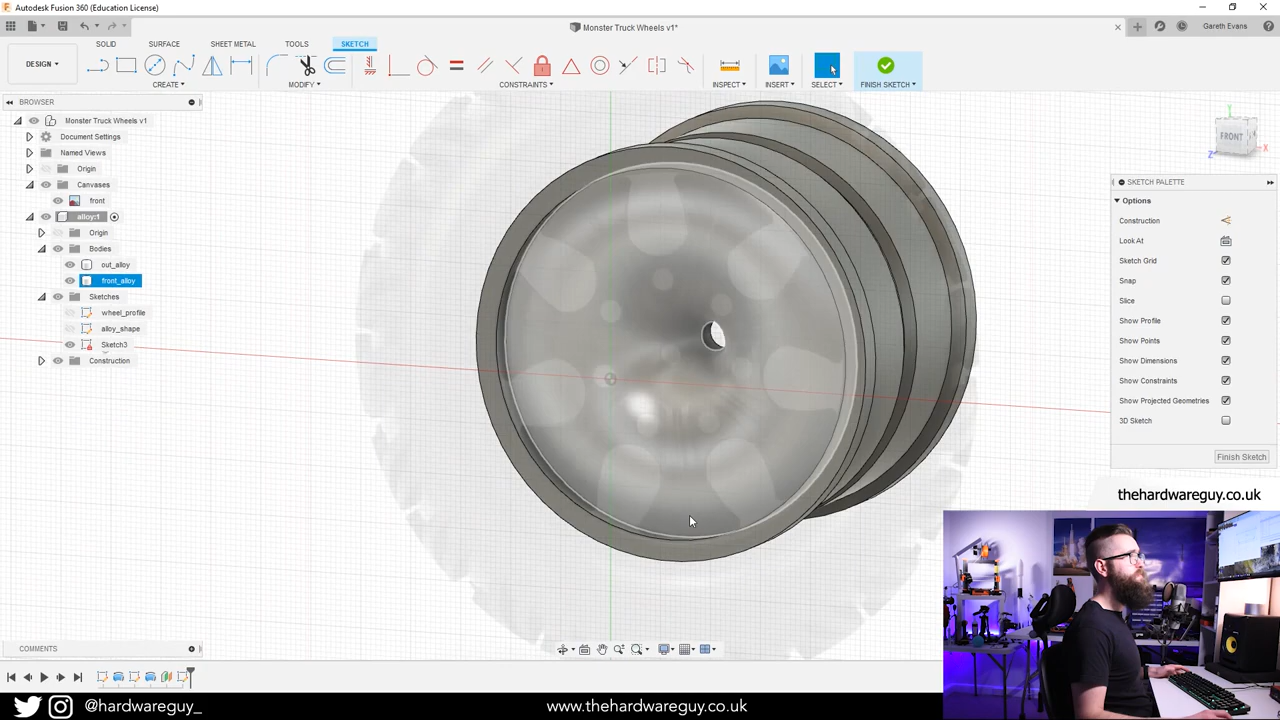 Autodesk Fusion 360 (Education License)
Monster Truck Wheels v1*
Gareth Evans
DESIGN
SOLID SURFACE SHEET METAL TOOLS SKETCH
CREATE MODIFY CONSTRAINTS INSPECT INSERT SELECT FINISH SKETCH
BROWSER
Monster Truck Wheels v1
Document Settings
Named Views
Origin
Canvases
front
alloy:1
Origin
Bodies
out_alloy
front_alloy
Sketches
wheel_profile
alloy_shape
Sketch3
Construction
FRONT
X
Y
Z
SKETCH PALETTE
Options
Construction
Look At
Sketch Grid
Snap
Slice
Show Profile
Show Points
Show Dimensions
Show Constraints
Show Projected Geometries
3D Sketch
Finish Sketch
thehardwareguy.co.uk
COMMENTS
@hardwareguy_
www.thehardwareguy.co.uk